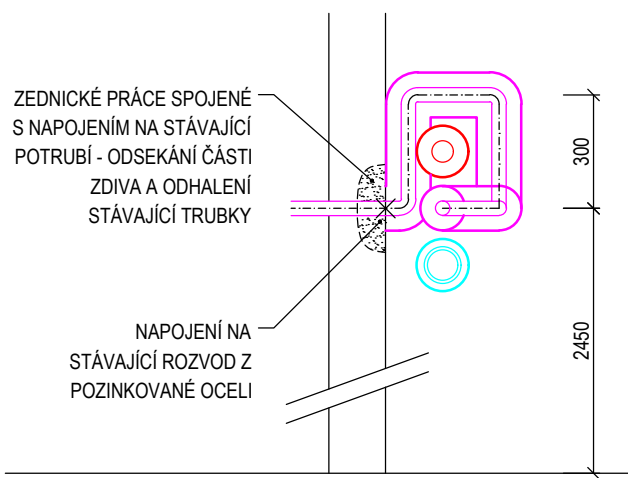 ZEDNICKÉ PRÁCE SPOJENÉ
S NAPOJENÍM NA STÁVAJÍCÍ
POTRUBÍ - ODSEKÁNÍ ČÁSTI
ZDIVA A ODHALENÍ
STÁVAJÍCÍ TRUBKY
300
NAPOJENÍ NA
STÁVAJÍCÍ ROZVOD Z
POZINKOVANÉ OCELI
2450